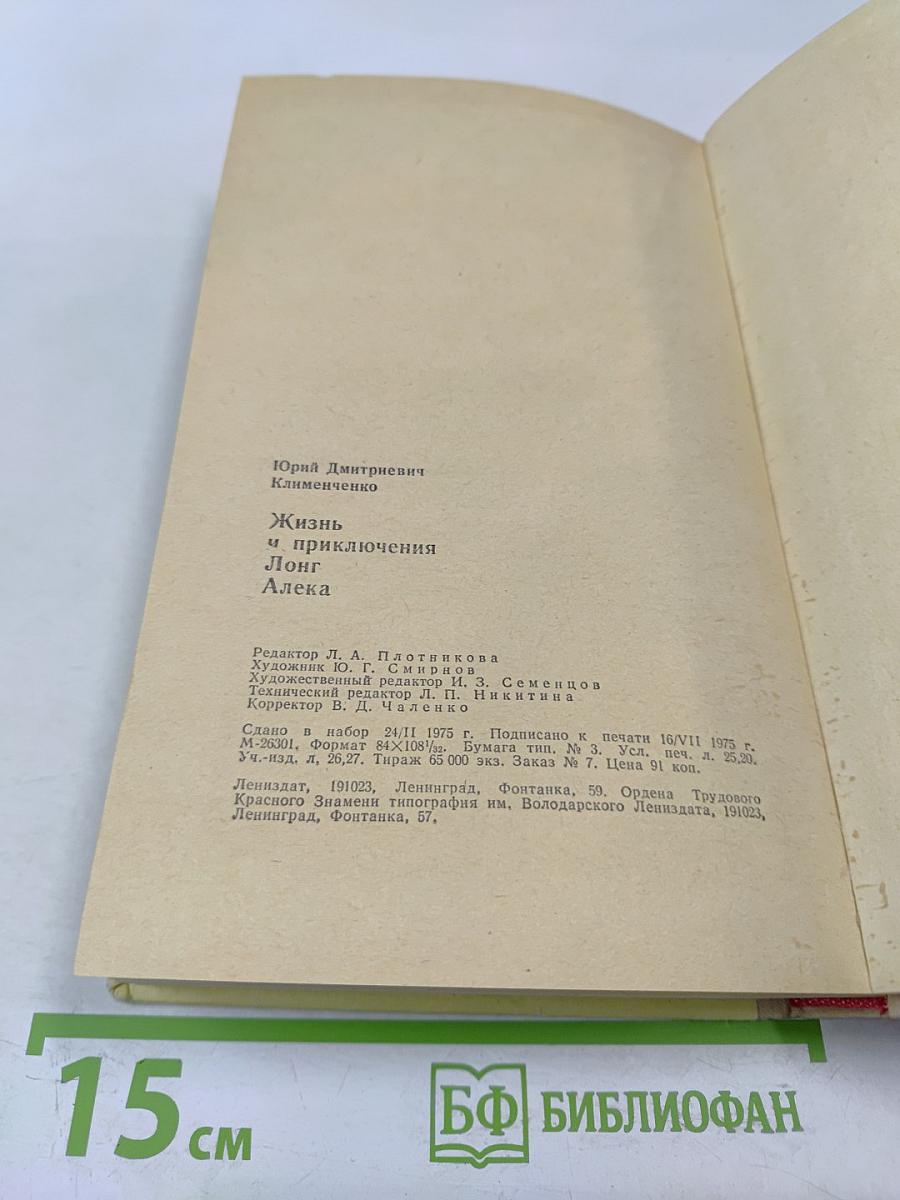 Юрий Дмитриевич
Клименченко
Жизнь
и приключения
Лонг
Алека
Редактор Л. А. Плотникова
Художник Ю. Г. Смирнов
Художественный редактор И. З. Семенцов
Технический редактор Л. П. Никитина
Корректор В. Д. Чаленко
Сдано в набор 24/II 1975 г. Подписано к печати 16/VII 1975 г.
М-26301. Формат 84×108¹/₃₂. Бумага тип. № 3. Усл. печ. л. 25,20.
Уч.-изд. л, 26,27. Тираж 65 000 экз. Заказ № 7. Цена 91 коп.
Лениздат, 191023, Ленинград, Фонтанка, 59. Ордена Трудового
Красного Знамени типография им. Володарского Лениздата, 191023,
Ленинград, Фонтанка, 57.
15 см
БФ БИБЛИОФАН